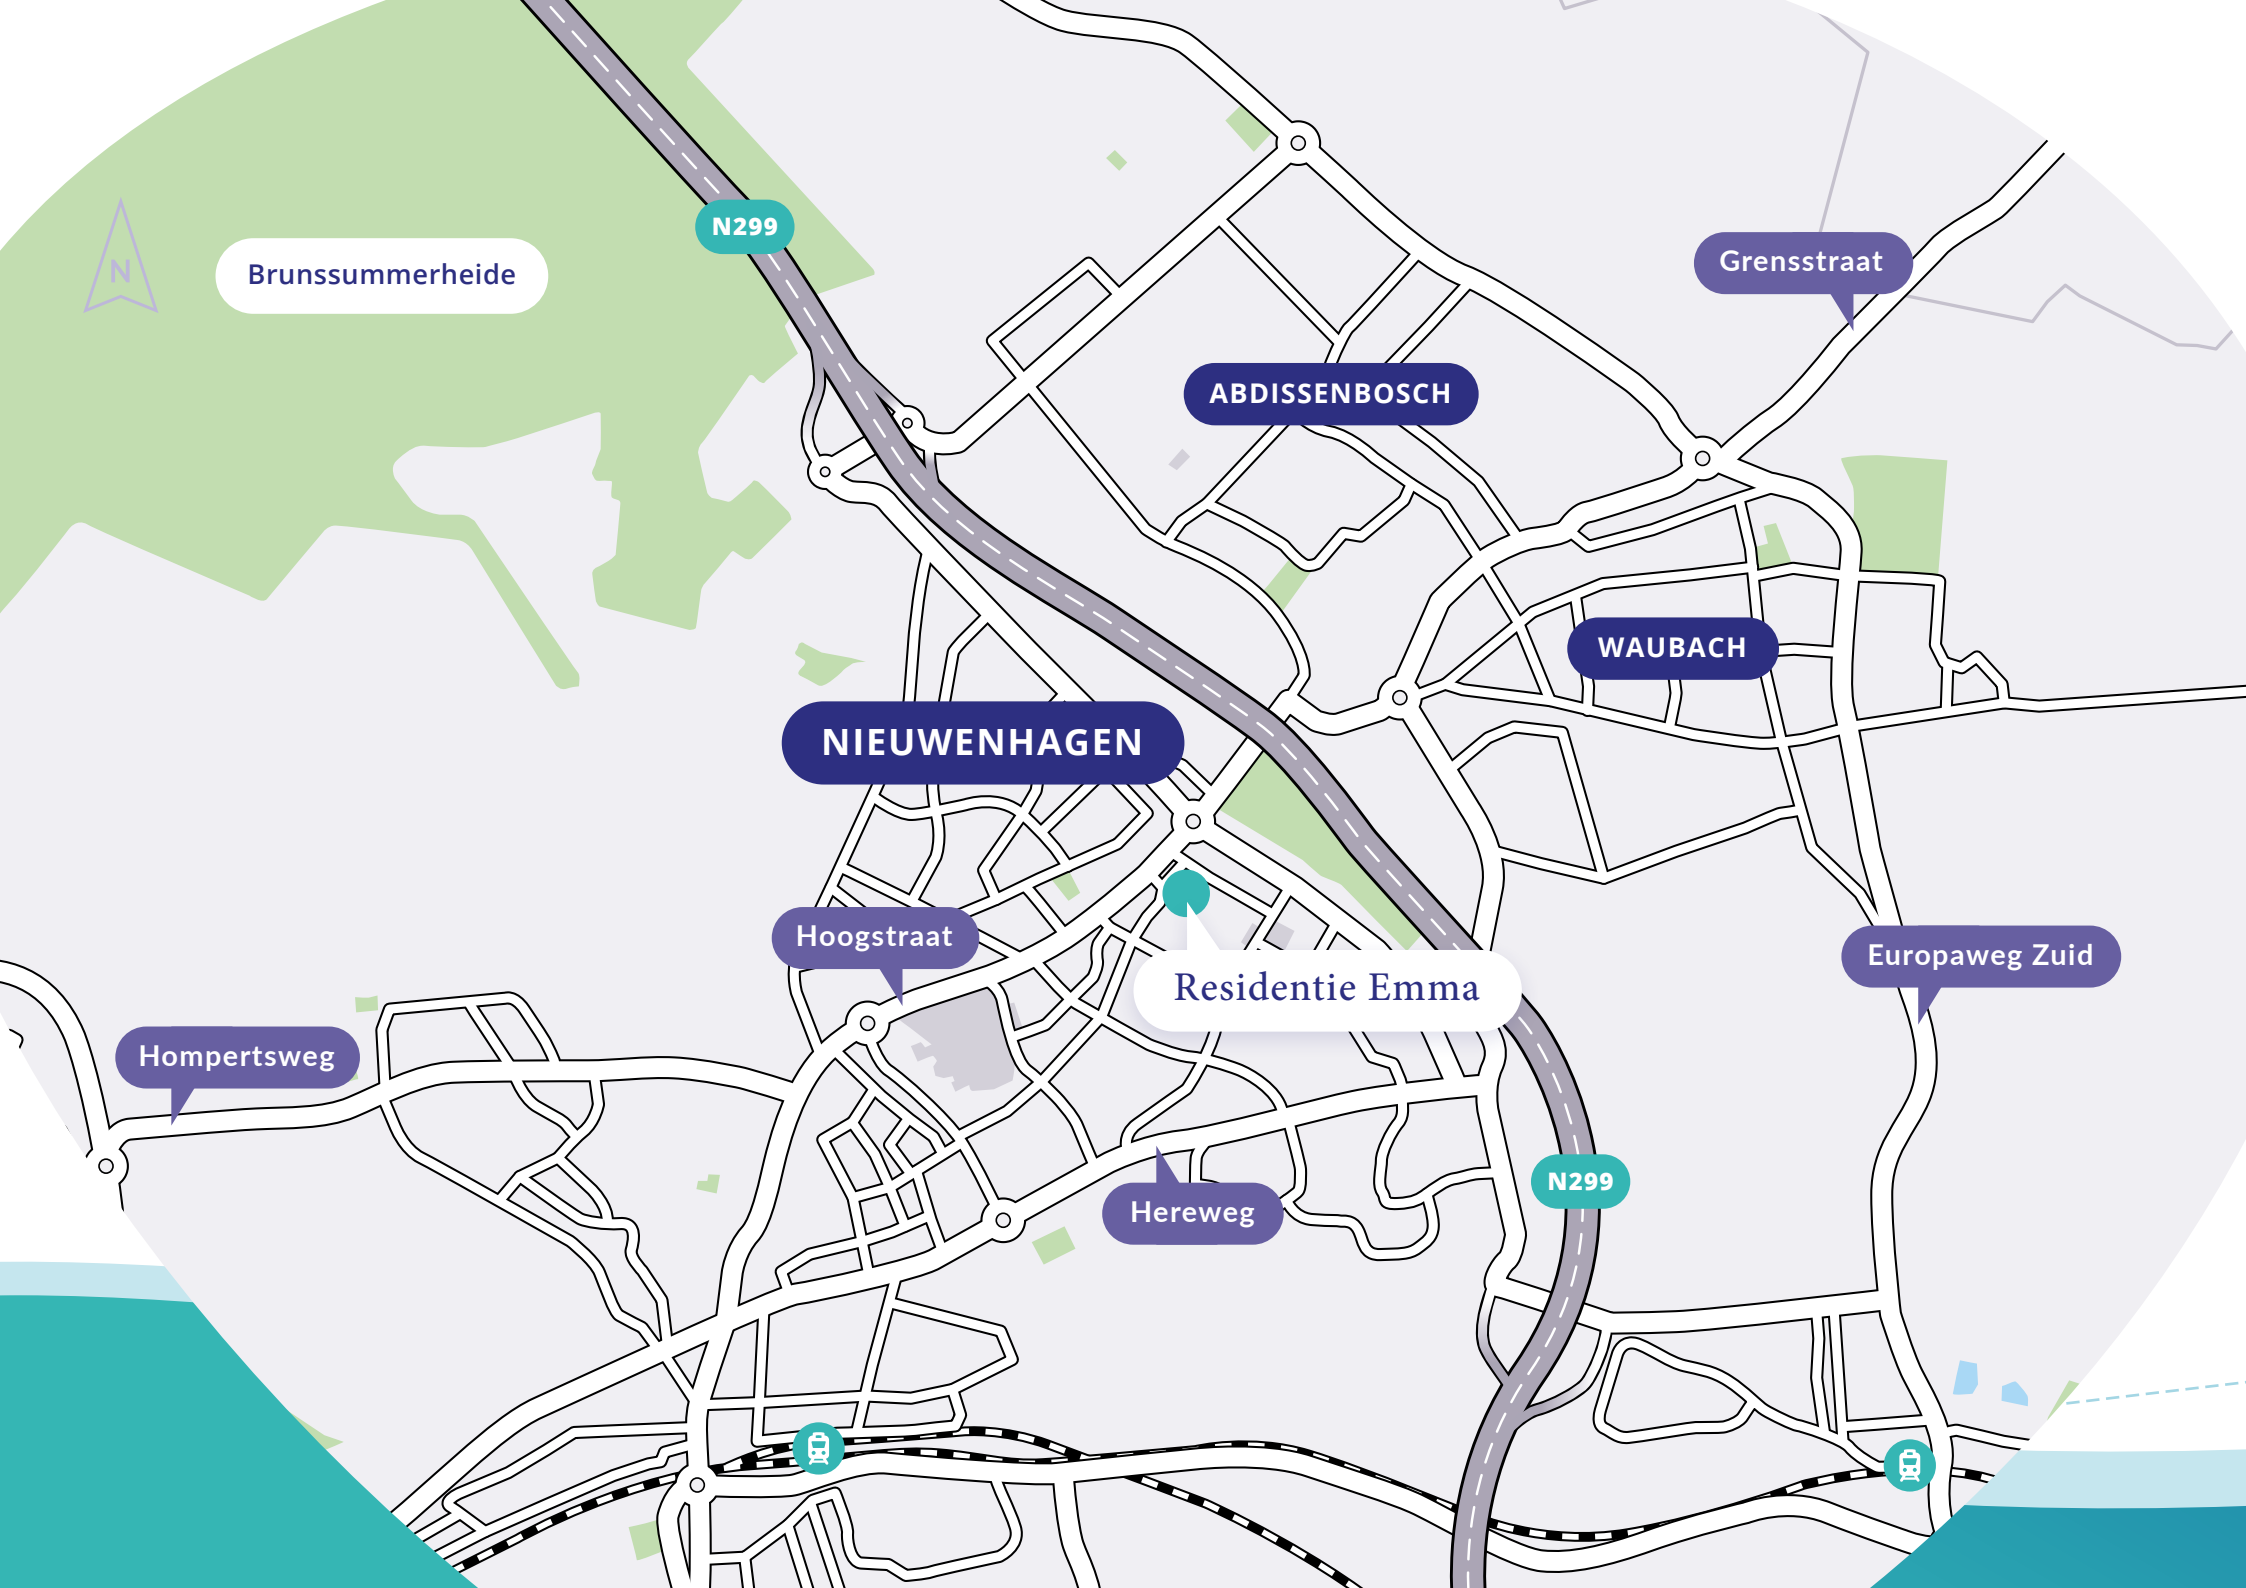 N299
Grensstraat
N
Brunssummerheide
ABDISSENBOSCH
WAUBACH
NIEUWENHAGEN
Hoogstraat
Europaweg Zuid
Residentie Emma
Hompertsweg
N299
Hereweg